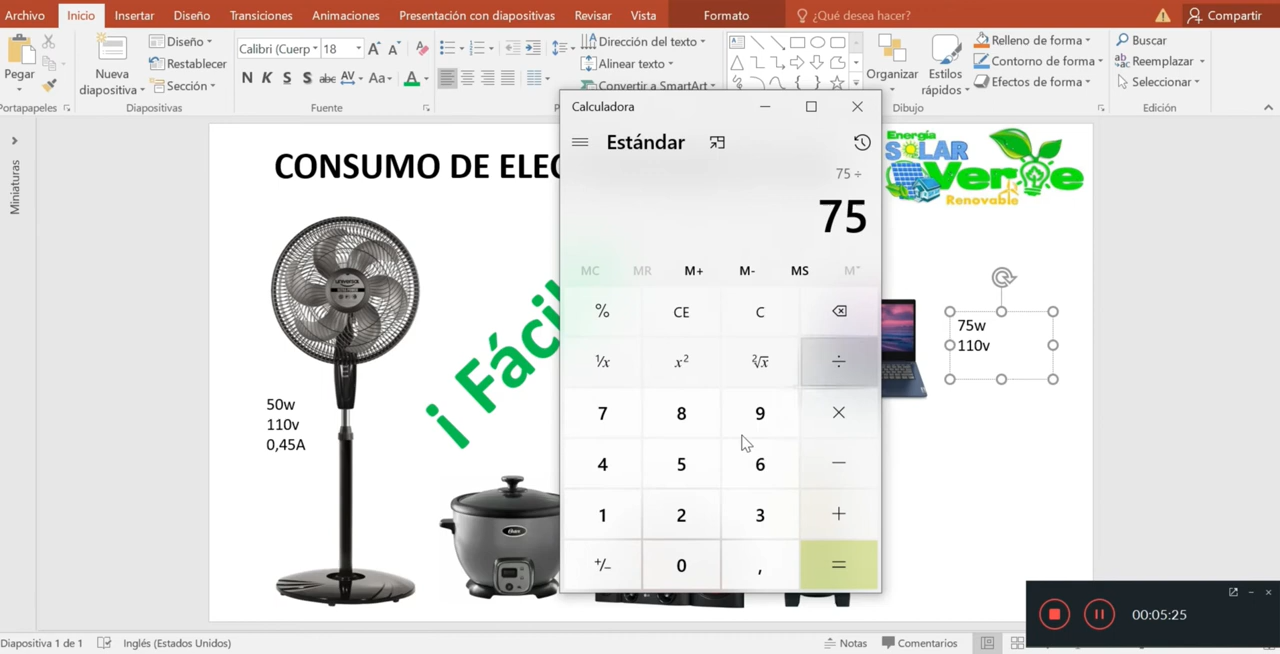 Archivo Inicio Insertar Diseño Transiciones Animaciones Presentación con diapositivas Revisar Vista Formato ¿Qué desea hacer? Compartir
Pegar
Portapapeles
Nueva
diapositiva
Diseño
Restablecer
Sección
Diapositivas
Calibri (Cuerp 18
N K S S abc AV Aa A
Fuente
Dirección del texto
Alinear texto
Convertir a SmartArt
Organizar
Estilos
rápidos
Relleno de forma
Contorno de forma
Efectos de forma
Dibujo
Buscar
Reemplazar
Seleccionar
Edición
Miniaturas
CONSUMO DE ELEC
Energía
SOLAR
Verde
Renovable
50w
110v
0,45A
¡ Fácil
Oster
75w
110v
Calculadora
Estándar
75 ÷
75
MC MR M+ M- MS M˅
% CE C
¹/x x² ²√x ÷
7 8 9 ×
4 5 6 −
1 2 3 +
+/− 0 , =
00:05:25
Diapositiva 1 de 1 Inglés (Estados Unidos) Notas Comentarios